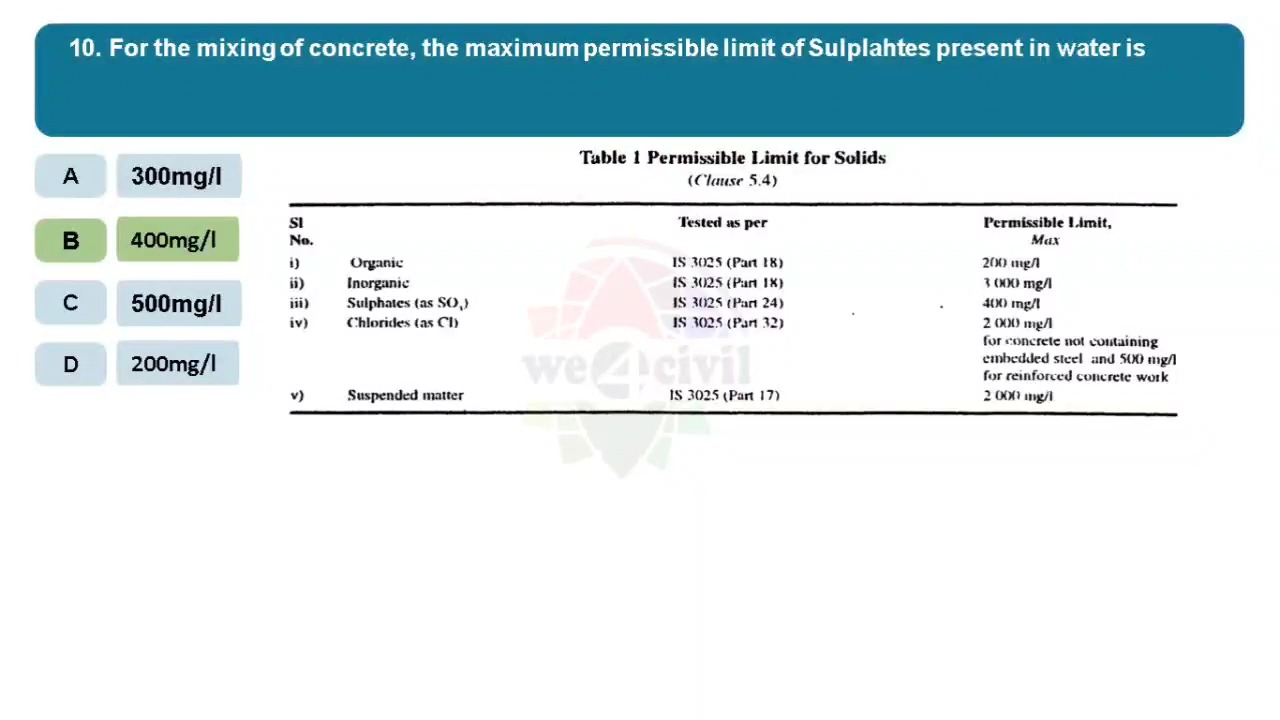 10. For the mixing of concrete, the maximum permissible limit of Sulplahtes present in water is
A 300mg/l
B 400mg/l
C 500mg/l
D 200mg/l
Table 1 Permissible Limit for Solids
(Clause 5.4)
Sl No. Tested as per Permissible Limit, Max
i) Organic IS 3025 (Part 18) 200 mg/l
ii) Inorganic IS 3025 (Part 18) 3 000 mg/l
iii) Sulphates (as SO₃) IS 3025 (Part 24) 400 mg/l
iv) Chlorides (as Cl) IS 3025 (Part 32) 2 000 mg/l
for concrete not containing
embedded steel and 500 mg/l
for reinforced concrete work
v) Suspended matter IS 3025 (Part 17) 2 000 mg/l
we4civil